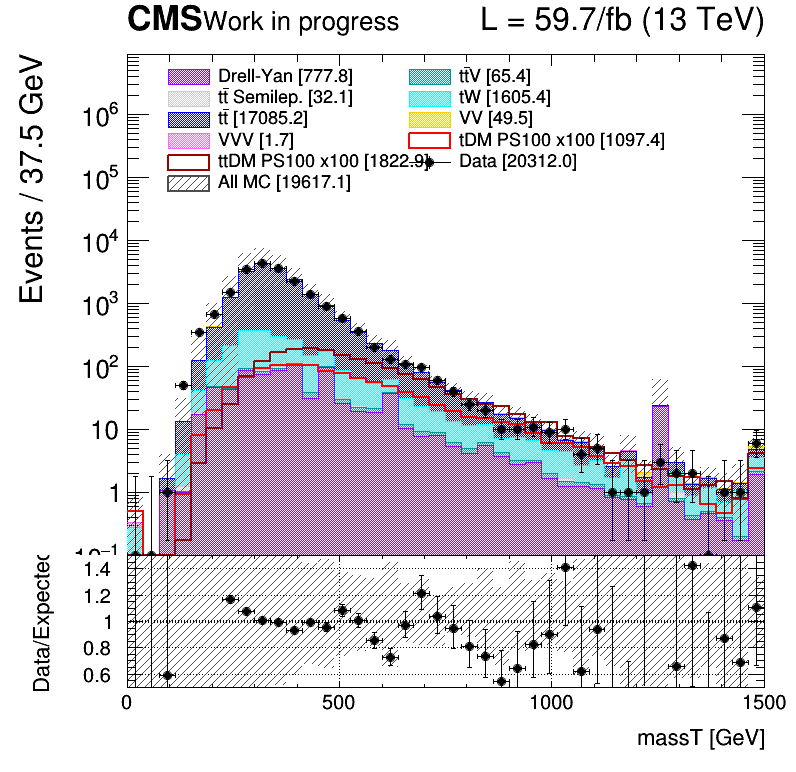 CMS Work in progress L = 59.7/fb (13 TeV)
Events / 37.5 GeV
Drell-Yan [777.8]
tt̄V [65.4]
tt̄ Semilep. [32.1]
tW [1605.4]
tt̄ [17085.2]
VV [49.5]
VVV [1.7]
tDM PS100 x100 [1097.4]
ttDM PS100 x100 [1822.9]
Data [20312.0]
All MC [19617.1]
10⁶
10⁵
10⁴
10³
10²
10
1
10⁻¹
Data/Expected
1.4
1.2
1
0.8
0.6
0 500 1000 1500
massT [GeV]